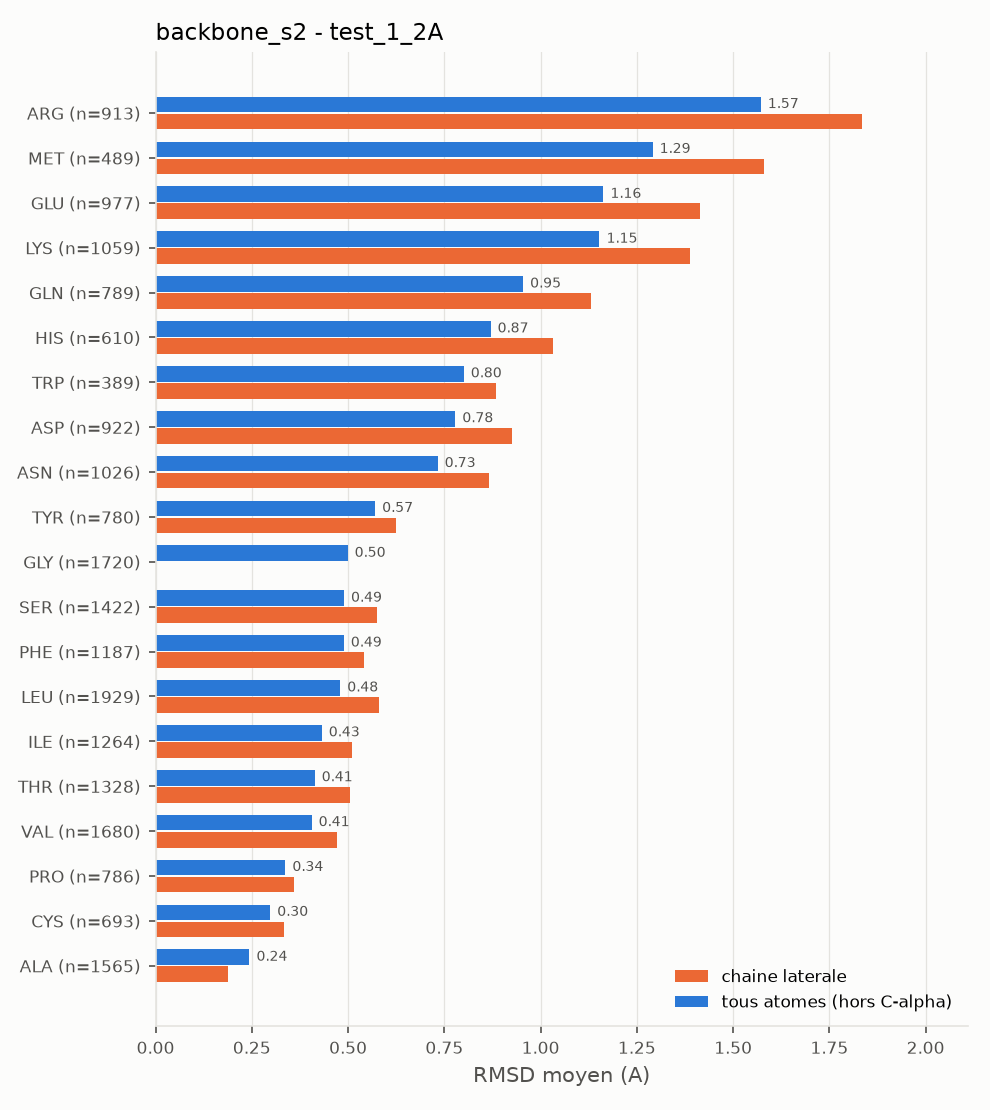 backbone_s2 - test_1_2A
ARG (n=913) 1.57
MET (n=489) 1.29
GLU (n=977) 1.16
LYS (n=1059) 1.15
GLN (n=789) 0.95
HIS (n=610) 0.87
TRP (n=389) 0.80
ASP (n=922) 0.78
ASN (n=1026) 0.73
TYR (n=780) 0.57
GLY (n=1720) 0.50
SER (n=1422) 0.49
PHE (n=1187) 0.49
LEU (n=1929) 0.48
ILE (n=1264) 0.43
THR (n=1328) 0.41
VAL (n=1680) 0.41
PRO (n=786) 0.34
CYS (n=693) 0.30
ALA (n=1565) 0.24
chaine laterale
tous atomes (hors C-alpha)
0.00 0.25 0.50 0.75 1.00 1.25 1.50 1.75 2.00
RMSD moyen (A)